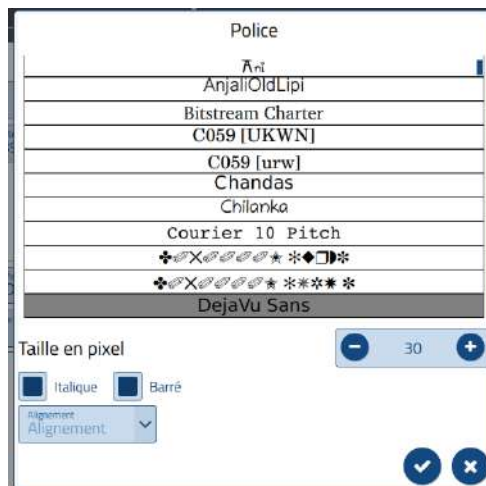 Police
Ani
AnjaliOldLipi
Bitstream Charter
C059 [UKWN]
C059 [urw]
Chandas
Chilanka
Courier 10 Pitch
DejaVu Sans
Taille en pixel
30
Italique Barré
Alignement
Alignement